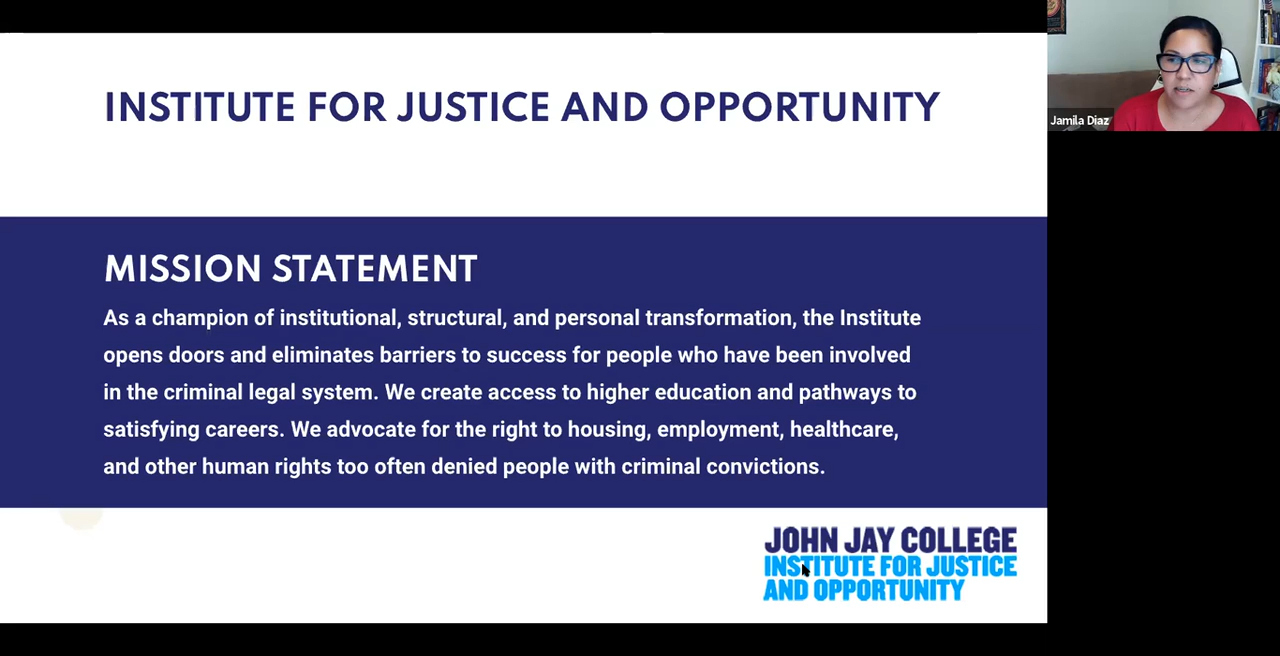 INSTITUTE FOR JUSTICE AND OPPORTUNITY
MISSION STATEMENT
As a champion of institutional, structural, and personal transformation, the Institute
opens doors and eliminates barriers to success for people who have been involved
in the criminal legal system. We create access to higher education and pathways to
satisfying careers. We advocate for the right to housing, employment, healthcare,
and other human rights too often denied people with criminal convictions.
JOHN JAY COLLEGE
INSTITUTE FOR JUSTICE
AND OPPORTUNITY
Jamila Diaz